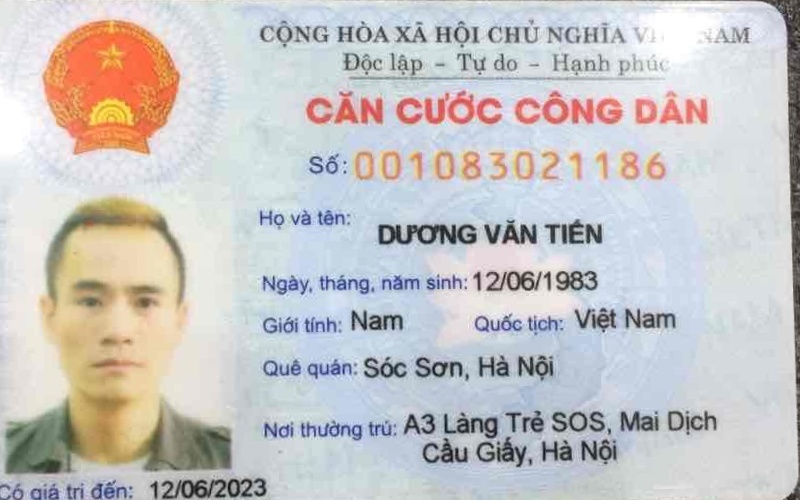 CỘNG HÒA XÃ HỘI CHỦ NGHĨA VIỆT NAM
Độc lập - Tự do - Hạnh phúc
CĂN CƯỚC CÔNG DÂN
Số: 001083021186
Họ và tên:
DƯƠNG VĂN TIẾN
Ngày, tháng, năm sinh: 12/06/1983
Giới tính: Nam Quốc tịch: Việt Nam
Quê quán: Sóc Sơn, Hà Nội
Nơi thường trú: A3 Làng Trẻ SOS, Mai Dịch
Cầu Giấy, Hà Nội
Có giá trị đến: 12/06/2023